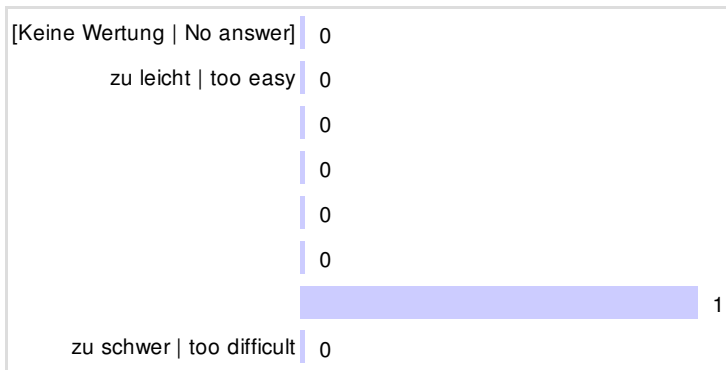 [Keine Wertung | No answer] 0
zu leicht | too easy 0
0
0
0
0
1
zu schwer | too difficult 0